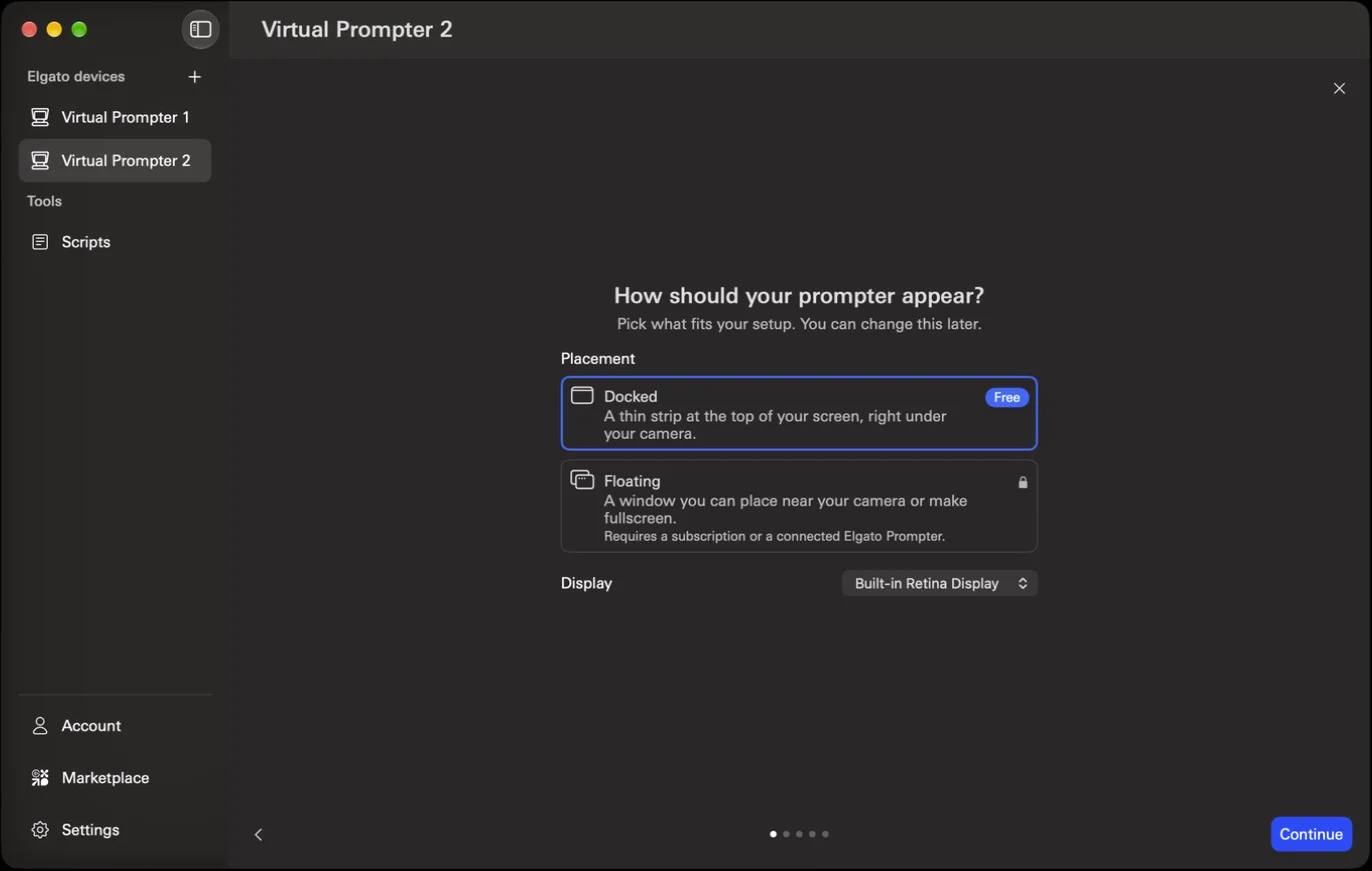 Virtual Prompter 2
Elgato devices
Virtual Prompter 1
Virtual Prompter 2
Tools
Scripts
How should your prompter appear?
Pick what fits your setup. You can change this later.
Placement
Docked
Free
A thin strip at the top of your screen, right under
your camera.
Floating
A window you can place near your camera or make
fullscreen.
Requires a subscription or a connected Elgato Prompter.
Display
Built-in Retina Display
Account
Marketplace
Settings
Continue